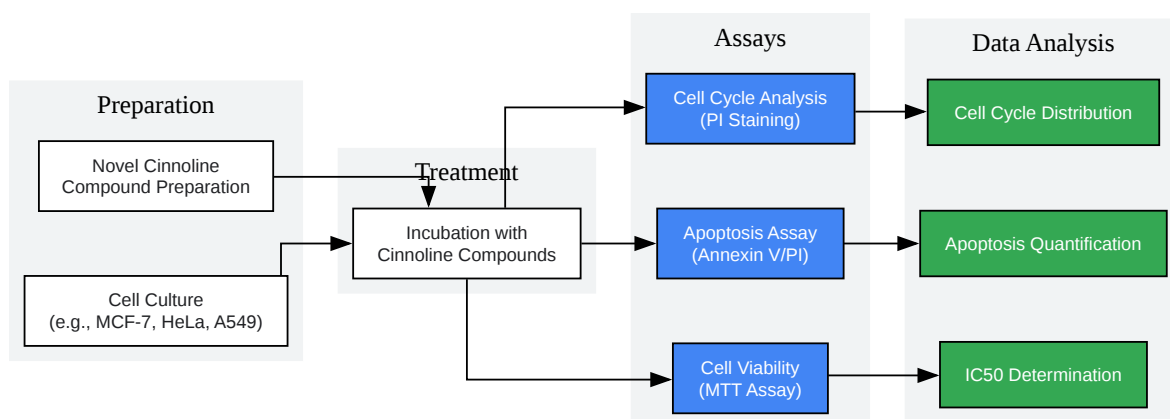 Preparation
Novel Cinnoline
Compound Preparation
Cell Culture
(e.g., MCF-7, HeLa, A549)
Treatment
Incubation with
Cinnoline Compounds
Assays
Cell Cycle Analysis
(PI Staining)
Apoptosis Assay
(Annexin V/PI)
Cell Viability
(MTT Assay)
Data Analysis
Cell Cycle Distribution
Apoptosis Quantification
IC50 Determination